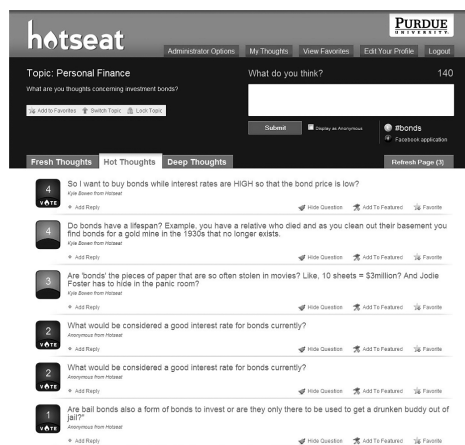 hotseat
PURDUE
UNIVERSITY
Administrator Options My Thoughts View Favorites Edit Your Profile Logout
Topic: Personal Finance
What are you thoughts concerning investment bonds?
Add to Favorites Switch Topic Lock Topic
What do you think? 140
Submit Display as Anonymous
#bonds
Facebook application
Fresh Thoughts Hot Thoughts Deep Thoughts Refresh Page (3)
4
VOTE
So I want to buy bonds while interest rates are HIGH so that the bond price is low?
Kyle Bowen from Hotseat
+ Add Reply Hide Question Add To Featured Favorite
4
Do bonds have a lifespan? Example, you have a relative who died and as you clean out their basement you
find bonds for a gold mine in the 1930s that no longer exists.
Kyle Bowen from Hotseat
+ Add Reply Hide Question Add To Featured Favorite
3
Are 'bonds' the pieces of paper that are so often stolen in movies? Like, 10 sheets = $3million? And Jodie
Foster has to hide in the panic room?
Kyle Bowen from Hotseat
+ Add Reply Hide Question Add To Featured Favorite
2
VOTE
What would be considered a good interest rate for bonds currently?
Anonymous from Hotseat
+ Add Reply Hide Question Add To Featured Favorite
2
VOTE
What would be considered a good interest rate for bonds currently?
Anonymous from Hotseat
+ Add Reply Hide Question Add To Featured Favorite
1
VOTE
Are bail bonds also a form of bonds to invest or are they only there to be used to get a drunken buddy out of
jail?"
Anonymous from Hotseat
+ Add Reply Hide Question Add To Featured Favorite